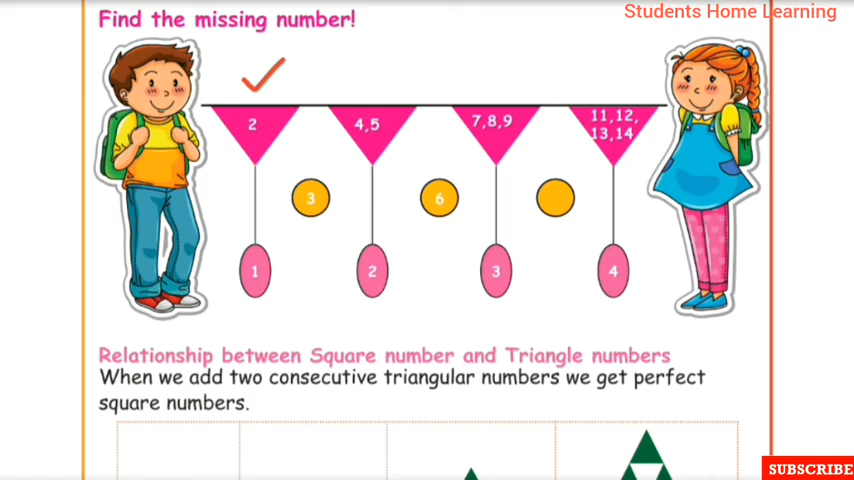 Students Home Learning
Find the missing number!
2
4,5
7,8,9
11,12,
13,14
3
6
1
2
3
4
Relationship between Square number and Triangle numbers
When we add two consecutive triangular numbers we get perfect
square numbers.
SUBSCRIBE